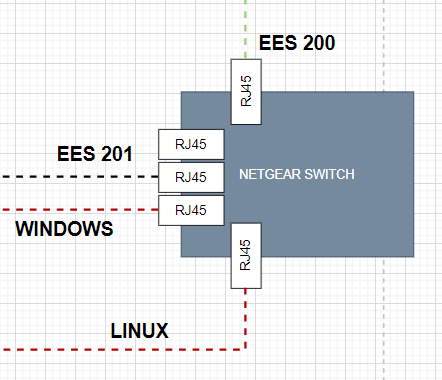 EES 200
RJ45
RJ45
EES 201
RJ45
NETGEAR SWITCH
RJ45
WINDOWS
RJ45
LINUX